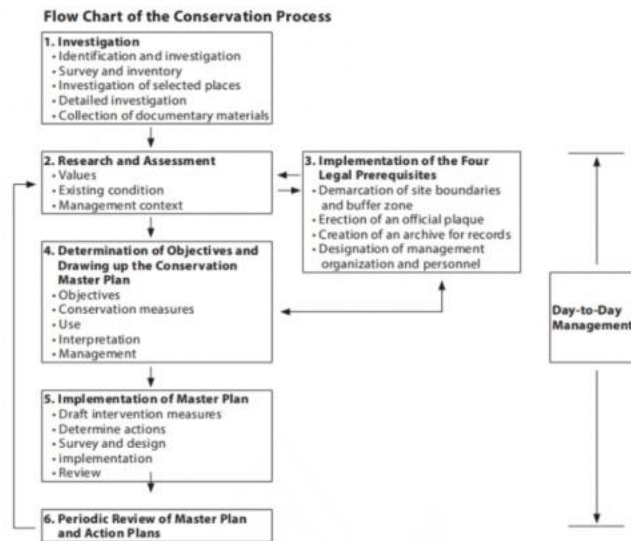 Flow Chart of the Conservation Process
1. Investigation
• Identification and investigation
• Survey and inventory
• Investigation of selected places
• Detailed investigation
• Collection of documentary materials
2. Research and Assessment
• Values
• Existing condition
• Management context
3. Implementation of the Four
Legal Prerequisites
• Demarcation of site boundaries
and buffer zone
• Erection of an official plaque
• Creation of an archive for records
• Designation of management
organization and personnel
4. Determination of Objectives and
Drawing up the Conservation
Master Plan
• Objectives
• Conservation measures
• Use
• Interpretation
• Management
Day-to-Day
Management
5. Implementation of Master Plan
• Draft intervention measures
• Determine actions
• Survey and design
• implementation
• Review
6. Periodic Review of Master Plan
and Action Plans